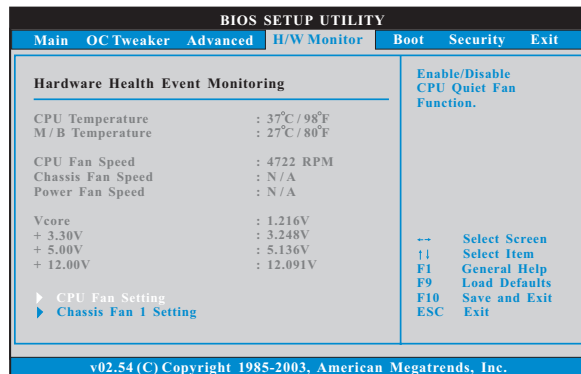 BIOS SETUP UTILITY
Main OC Tweaker Advanced H/W Monitor Boot Security Exit
Hardware Health Event Monitoring
CPU Temperature : 37°C / 98°F
M / B Temperature : 27°C / 80°F
CPU Fan Speed : 4722 RPM
Chassis Fan Speed : N / A
Power Fan Speed : N / A
Vcore : 1.216V
+ 3.30V : 3.248V
+ 5.00V : 5.136V
+ 12.00V : 12.091V
CPU Fan Setting
Chassis Fan 1 Setting
Enable/Disable
CPU Quiet Fan
Function.
←→ Select Screen
↑↓ Select Item
F1 General Help
F9 Load Defaults
F10 Save and Exit
ESC Exit
v02.54 (C) Copyright 1985-2003, American Megatrends, Inc.